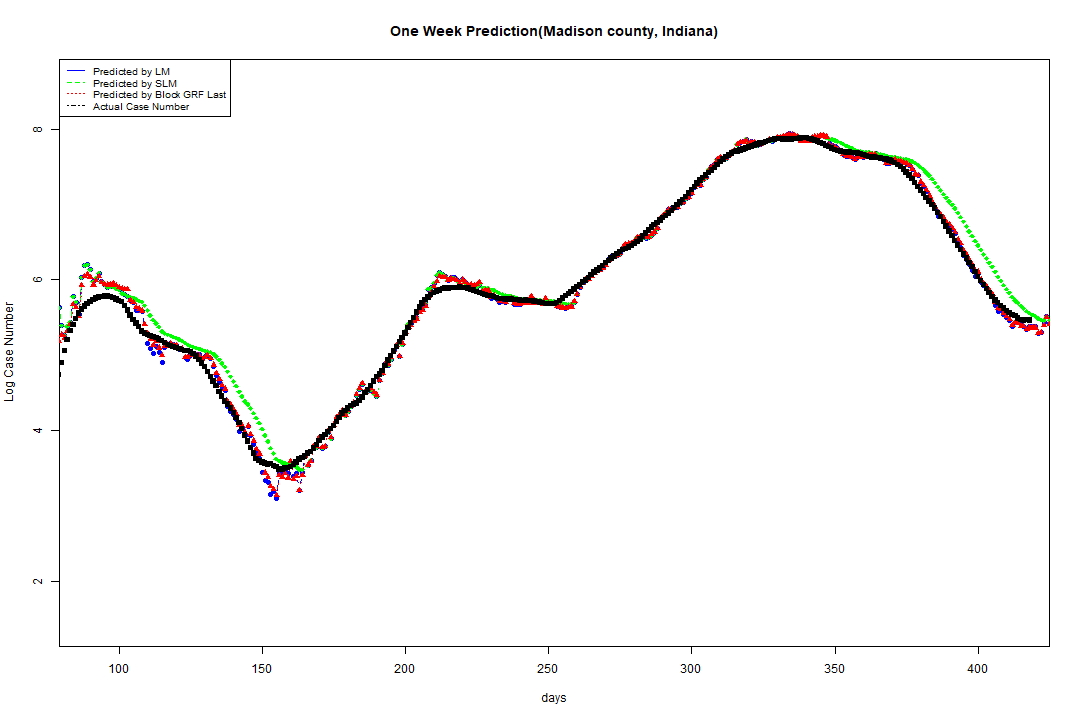 One Week Prediction(Madison county, Indiana)
Predicted by LM
Predicted by SLM
Predicted by Block GRF Last
Actual Case Number
8
6
4
2
Log Case Number
100 150 200 250 300 350 400
days